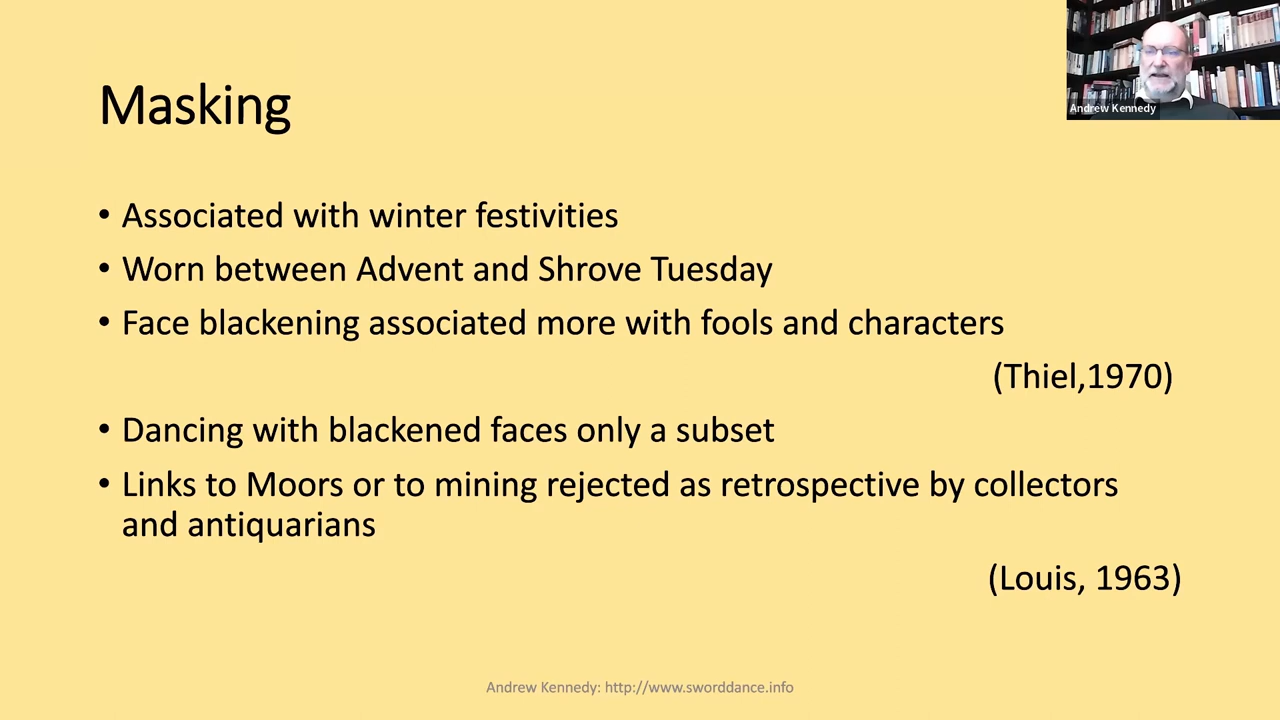 Andrew Kennedy
Masking
• Associated with winter festivities
• Worn between Advent and Shrove Tuesday
• Face blackening associated more with fools and characters
(Thiel,1970)
• Dancing with blackened faces only a subset
• Links to Moors or to mining rejected as retrospective by collectors
and antiquarians
(Louis, 1963)
Andrew Kennedy: http://www.sworddance.info